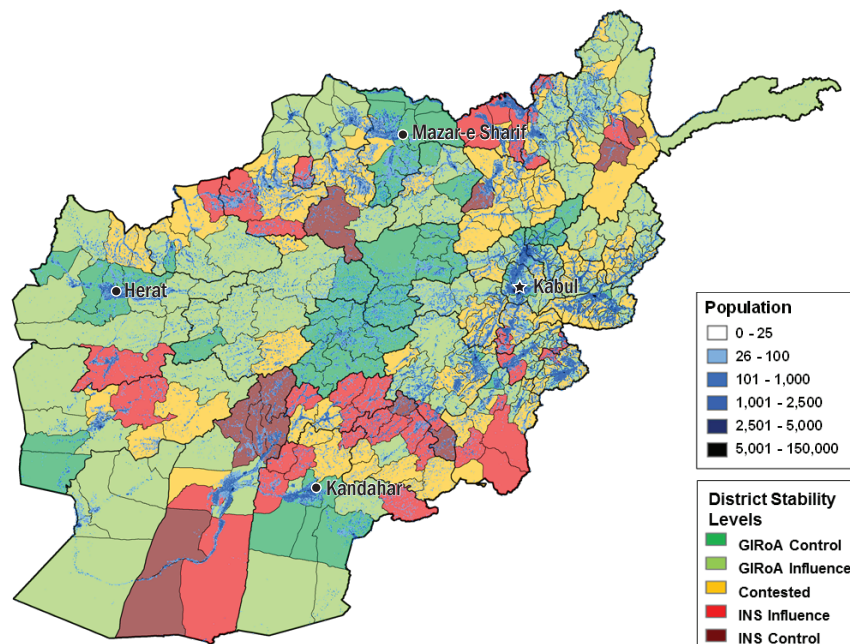 Mazar-e Sharif
Herat
Kabul
Kandahar
Population
0 - 25
26 - 100
101 - 1,000
1,001 - 2,500
2,501 - 5,000
5,001 - 150,000
District Stability
Levels
GIRoA Control
GIRoA Influence
Contested
INS Influence
INS Control